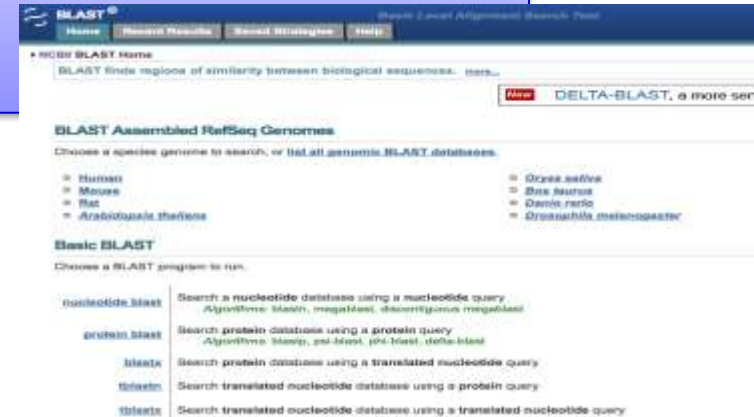 BLAST®
Basic Local Alignment Search Tool
Home Recent Results Saved Strategies Help
NCBI/ BLAST Home
BLAST finds regions of similarity between biological sequences. more...
New DELTA-BLAST, a more sen
BLAST Assembled RefSeq Genomes
Choose a species genome to search, or list all genomic BLAST databases.
Human
Mouse
Rat
Arabidopsis thaliana
Oryza sativa
Bos taurus
Danio rerio
Drosophila melanogaster
Basic BLAST
Choose a BLAST program to run.
nucleotide blast Search a nucleotide database using a nucleotide query
Algorithms: blastn, megablast, discontiguous megablast
protein blast Search protein database using a protein query
Algorithms: blastp, psi-blast, phi-blast, delta-blast
blastx Search protein database using a translated nucleotide query
tblastn Search translated nucleotide database using a protein query
tblastx Search translated nucleotide database using a translated nucleotide query